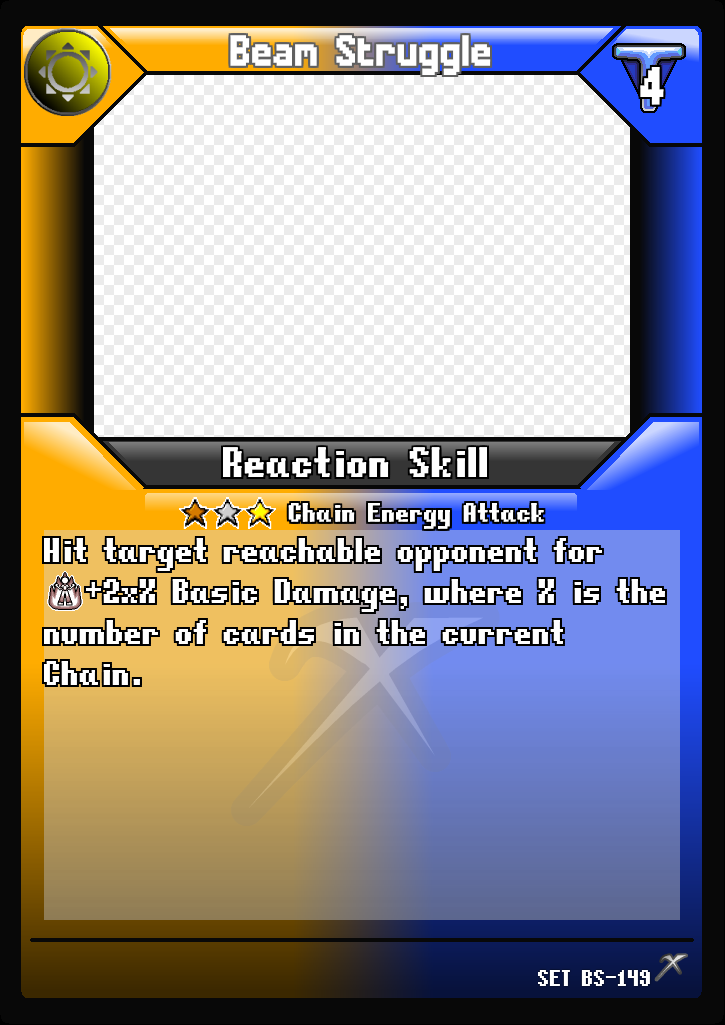 Beam Struggle
4
Reaction Skill
Chain Energy Attack
Hit target reachable opponent for
+2xX Basic Damage, where X is the
number of cards in the current
Chain.
SET BS-149